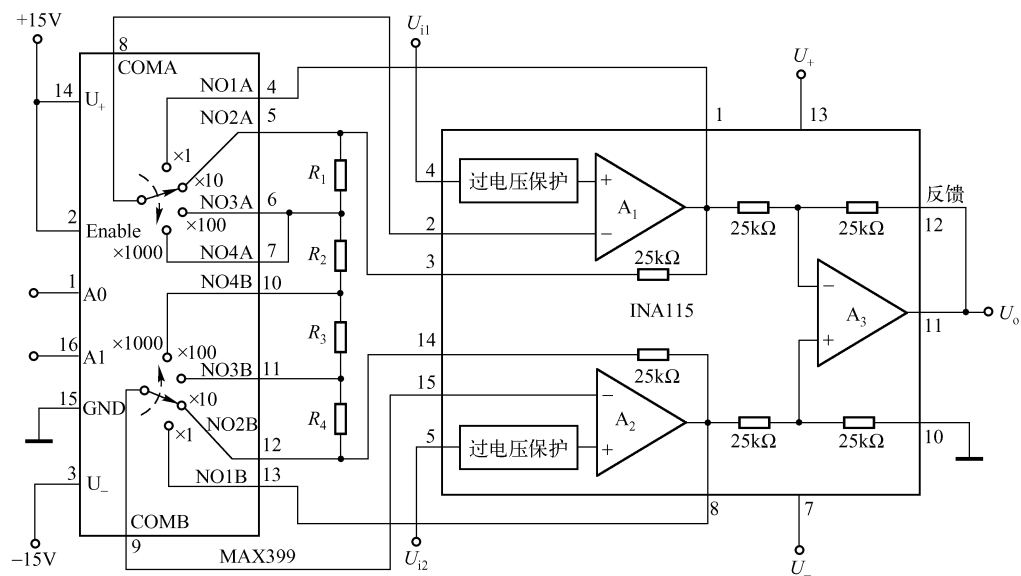 +15V
8
COMA
14
U+
NO1A
4
NO2A
5
×1
×10
NO3A
6
×100
2
Enable
×1000
NO4A
7
NO4B
10
1
A0
×1000
×100
16
A1
NO3B
11
×10
15
GND
NO2B
12
×1
NO1B
13
3
U−
COMB
−15V
9
MAX399
R1
R2
R3
R4
Ui1
U+
1
13
4
过电压保护
+
A1
−
2
25kΩ
25kΩ
反馈
12
3
25kΩ
INA115
−
A3
+
11
Uo
14
25kΩ
15
−
A2
5
过电压保护
+
25kΩ
25kΩ
10
8
7
Ui2
U−